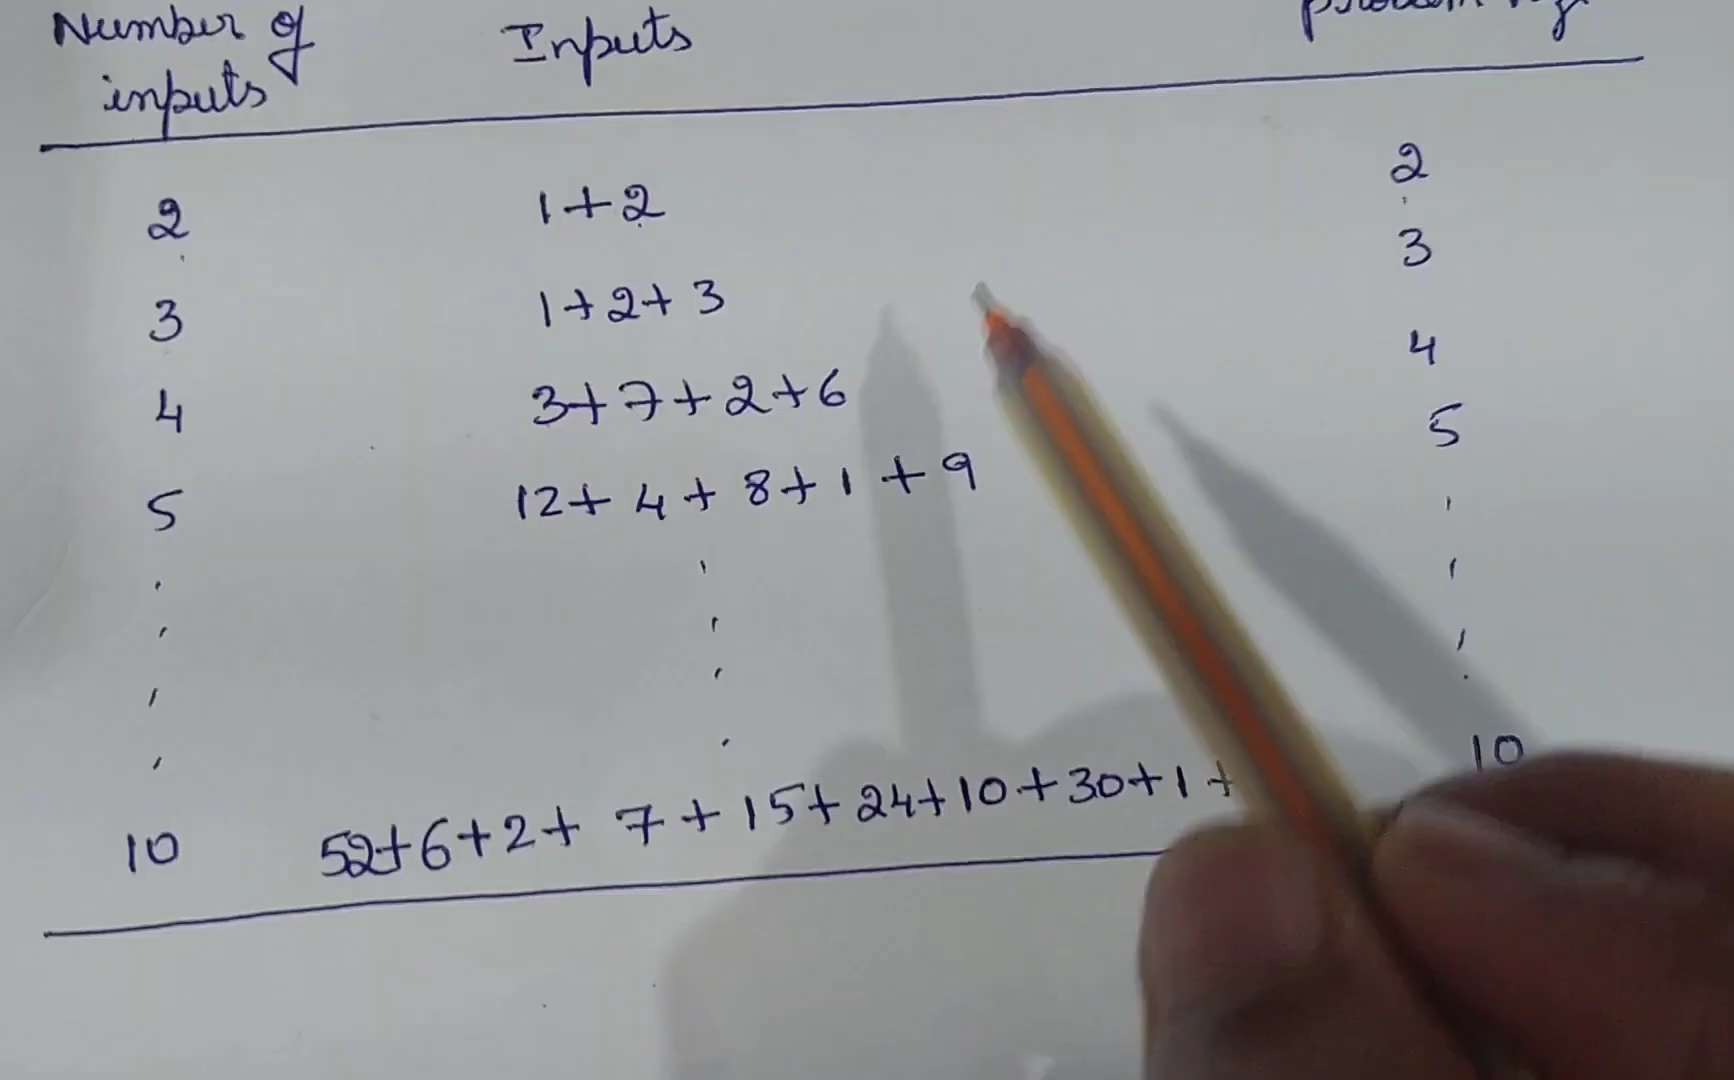 Number of inputs
Inputs
2 1+2 2
3 1+2+3 3
4 3+7+2+6 4
5 12+4+8+1+9 5
10 52+6+2+7+15+24+10+30+1+ 10